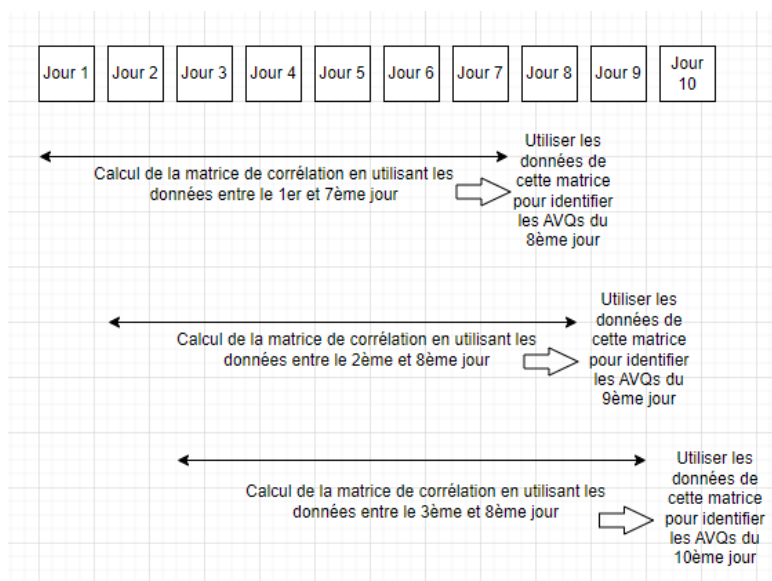 Jour 1
Jour 2
Jour 3
Jour 4
Jour 5
Jour 6
Jour 7
Jour 8
Jour 9
Jour
10
Calcul de la matrice de corrélation en utilisant les
données entre le 1er et 7ème jour
Utiliser les
données de
cette matrice
pour identifier
les AVQs du
8ème jour
Calcul de la matrice de corrélation en utilisant les
données entre le 2ème et 8ème jour
Utiliser les
données de
cette matrice
pour identifier
les AVQs du
9ème jour
Calcul de la matrice de corrélation en utilisant les
données entre le 3ème et 8ème jour
Utiliser les
données de
cette matrice
pour identifier
les AVQs du
10ème jour